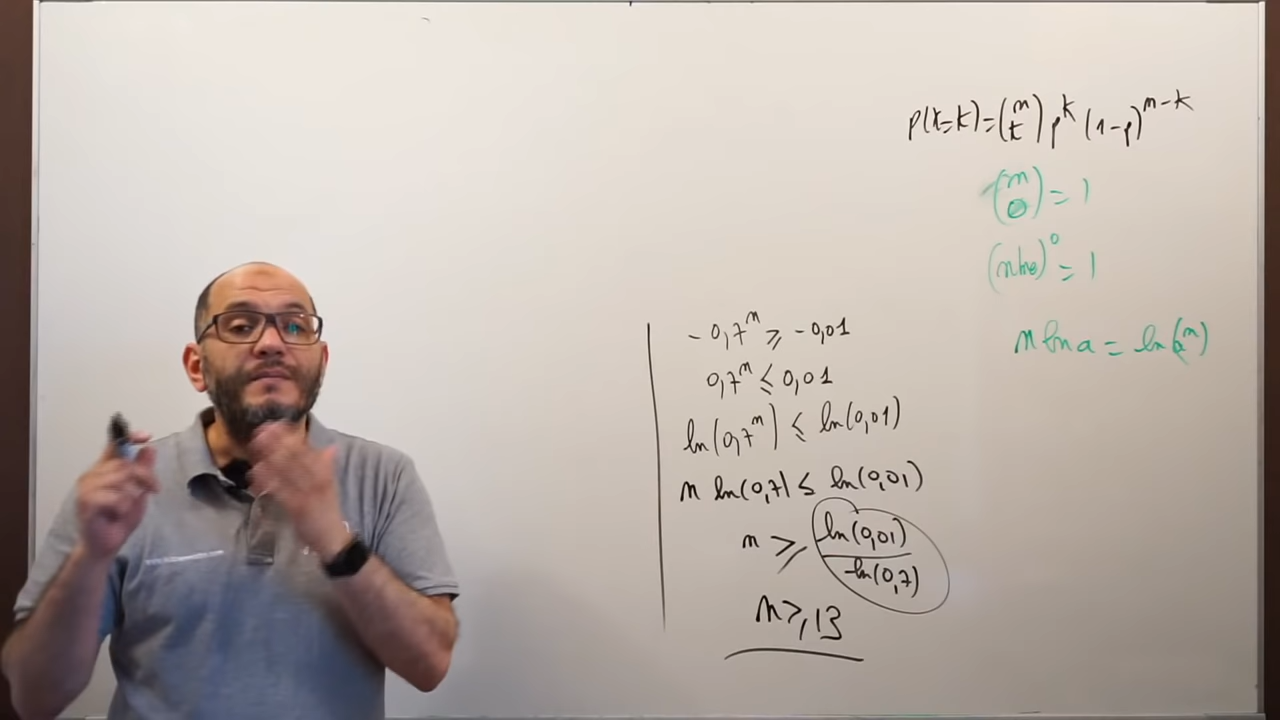 P(X=k)=(n k) p^k (1-p)^(n-k)
(n 0) = 1
(nbre)^0 = 1
n ln a = ln(a^n)
-0,7^n ≥ -0,01
0,7^n ≤ 0,01
ln(0,7^n) ≤ ln(0,01)
n ln(0,7) ≤ ln(0,01)
n ≥ ln(0,01)
ln(0,7)
n ≥ 13